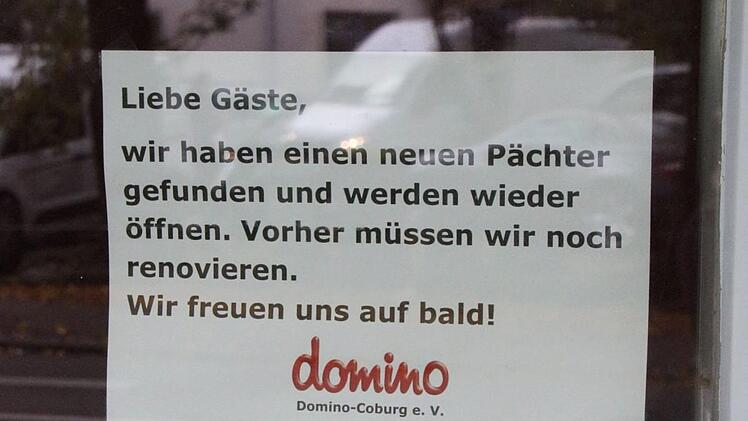 Liebe Gäste,
wir haben einen neuen Pächter
gefunden und werden wieder
öffnen. Vorher müssen wir noch
renovieren.
Wir freuen uns auf bald!
domino
Domino-Coburg e. V.